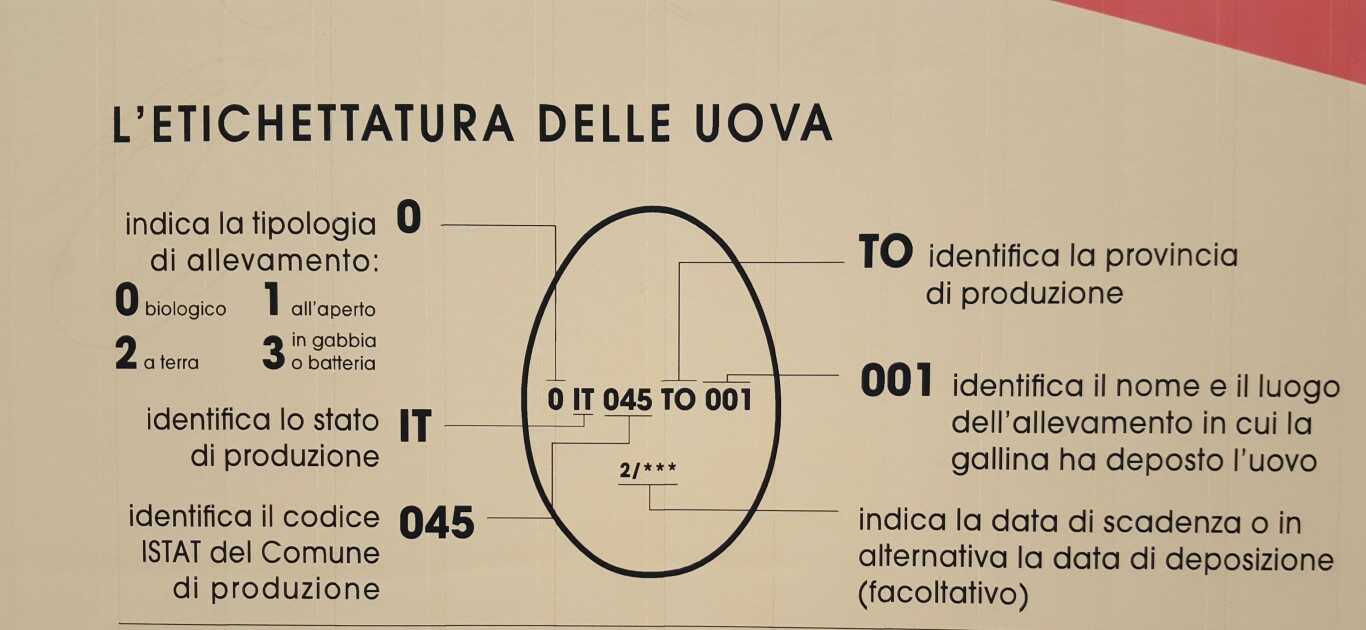 L'ETICHETTATURA DELLE UOVA
indica la tipologia 0
di allevamento:
0 biologico 1 all'aperto
2 a terra 3 in gabbia
o batteria
identifica lo stato IT
di produzione
identifica il codice 045
ISTAT del Comune
di produzione
0 IT 045 TO 001
2/***
TO identifica la provincia
di produzione
001 identifica il nome e il luogo
dell'allevamento in cui la
gallina ha deposto l'uovo
indica la data di scadenza o in
alternativa la data di deposizione
(facoltativo)